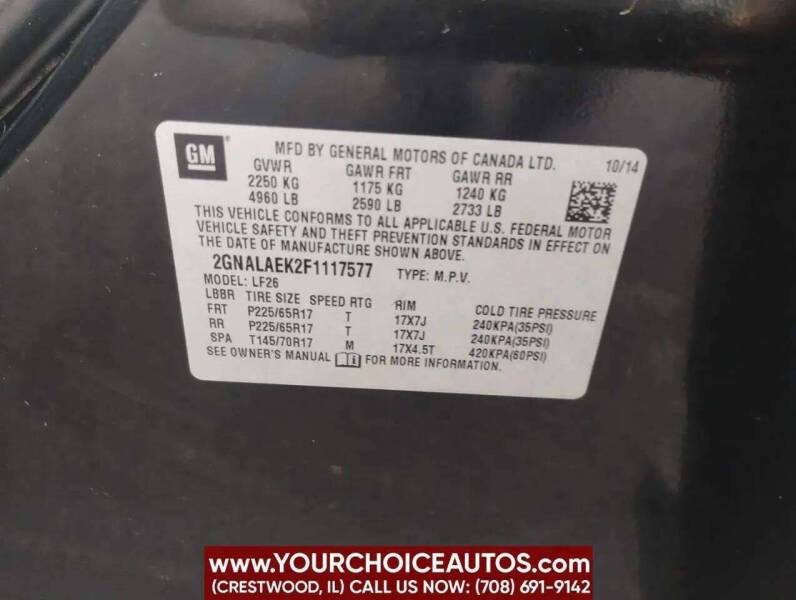 GM MFD BY GENERAL MOTORS OF CANADA LTD. 10/14
GVWR GAWR FRT GAWR RR
2250 KG 1175 KG 1240 KG
4960 LB 2590 LB 2733 LB
THIS VEHICLE CONFORMS TO ALL APPLICABLE U.S. FEDERAL MOTOR
VEHICLE SAFETY AND THEFT PREVENTION STANDARDS IN EFFECT ON
THE DATE OF MANUFACTURE SHOWN ABOVE.
2GNALAEK2F1117577 TYPE: M.P.V.
MODEL: LF26
LBBR TIRE SIZE SPEED RTG RIM COLD TIRE PRESSURE
FRT P225/65R17 T 17X7J 240KPA(35PSI)
RR P225/65R17 T 17X7J 240KPA(35PSI)
SPA T145/70R17 M 17X4.5T 420KPA(60PSI)
SEE OWNER'S MANUAL FOR MORE INFORMATION.
www.YOURCHOICEAUTOS.com
(CRESTWOOD, IL) CALL US NOW: (708) 691-9142